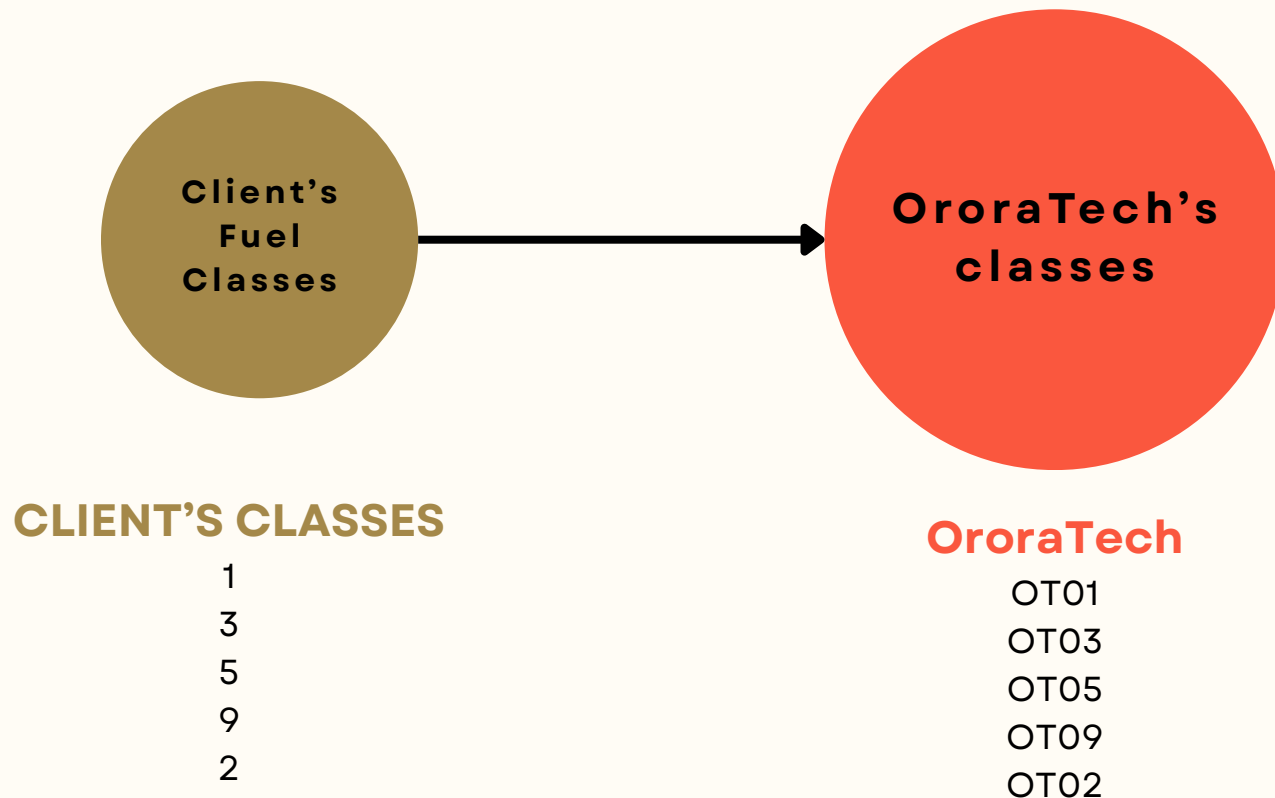 Client’s
Fuel
Classes
OroraTech’s
classes
CLIENT’S CLASSES
1
3
5
9
2
OroraTech
OT01
OT03
OT05
OT09
OT02